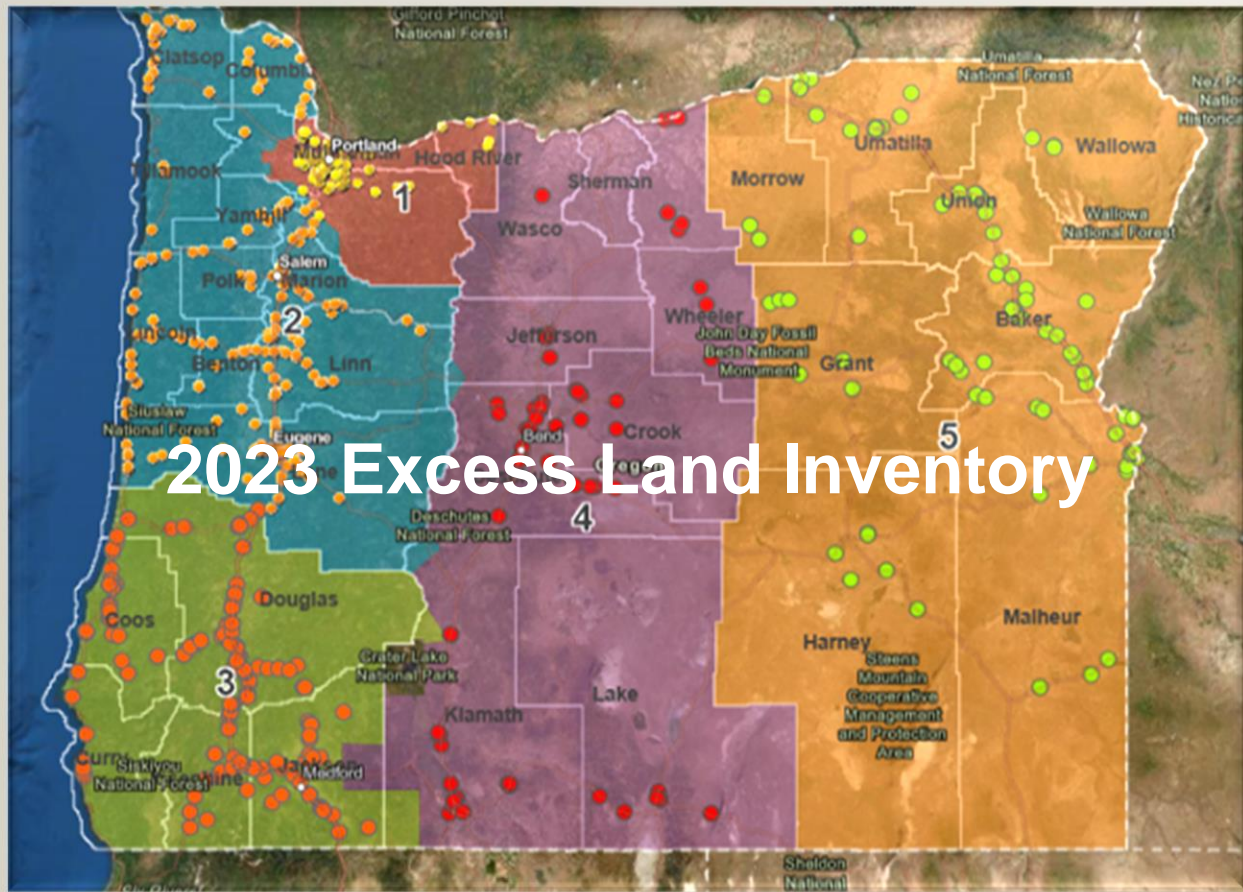 Gifford Pinchot
National Forest
Clatsop
Columbia
Umatilla
National Forest
Portland
Hood River
Umatilla
Wallowa
Sherman
Morrow
1
Union
Yamhill
Wallowa
National Forest
Wasco
Salem
Polk
Marion
2
Lincoln
Jefferson
Wheeler
Baker
John Day Fossil
Beds National
Monument
Benton
Linn
Grant
Siuslaw
National Forest
Eugene
Bend
Crook
5
2023 Excess Land Inventory
Deschutes
National Forest
4
Douglas
Coos
Malheur
Harney
Crater Lake
National Park
Steens
Mountain
Cooperative
Management
and Protection
Area
3
Lake
Klamath
Siskiyou
National Forest
Medford
Sheldon
National